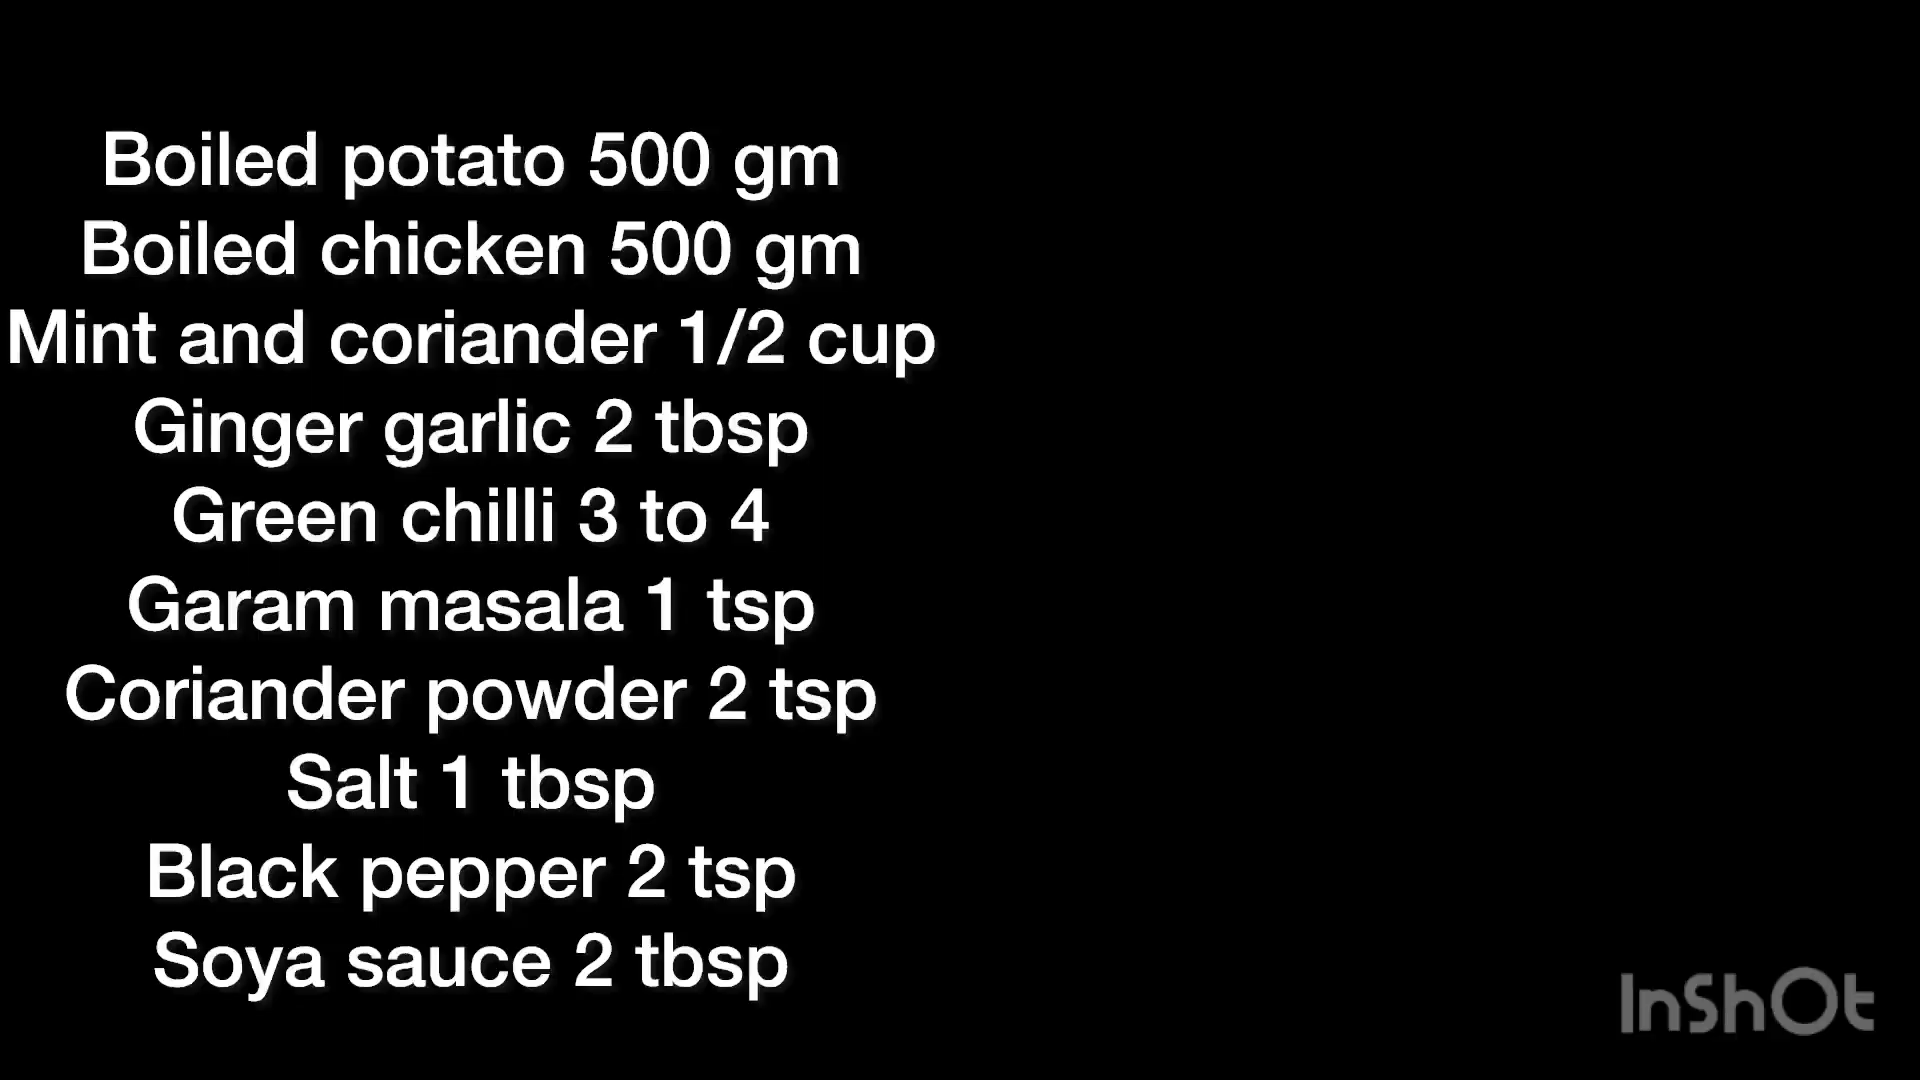 Boiled potato 500 gm
Boiled chicken 500 gm
Mint and coriander 1/2 cup
Ginger garlic 2 tbsp
Green chilli 3 to 4
Garam masala 1 tsp
Coriander powder 2 tsp
Salt 1 tbsp
Black pepper 2 tsp
Soya sauce 2 tbsp
InShOt